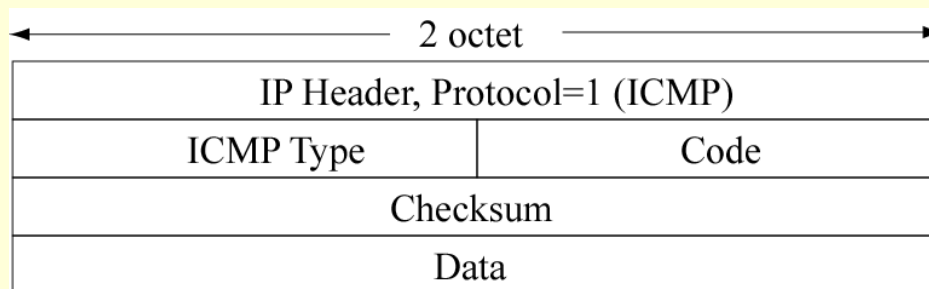 2 octet
IP Header, Protocol=1 (ICMP)
ICMP Type Code
Checksum
Data